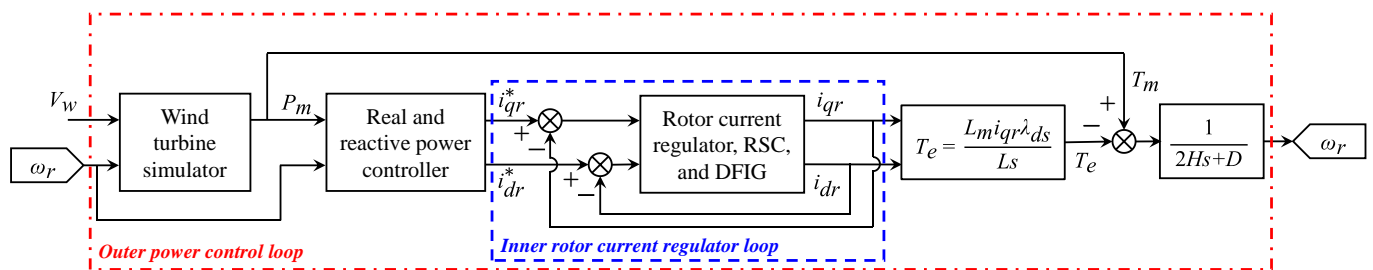 V_w
ω_r
Wind
turbine
simulator
P_m
Real and
reactive power
controller
i*_qr
i*_dr
+
−
+
−
Rotor current
regulator, RSC,
and DFIG
i_qr
i_dr
T_e = L_m i_qr λ_ds / Ls
T_m
+
−
T_e
1
2Hs+D
ω_r
Outer power control loop
Inner rotor current regulator loop